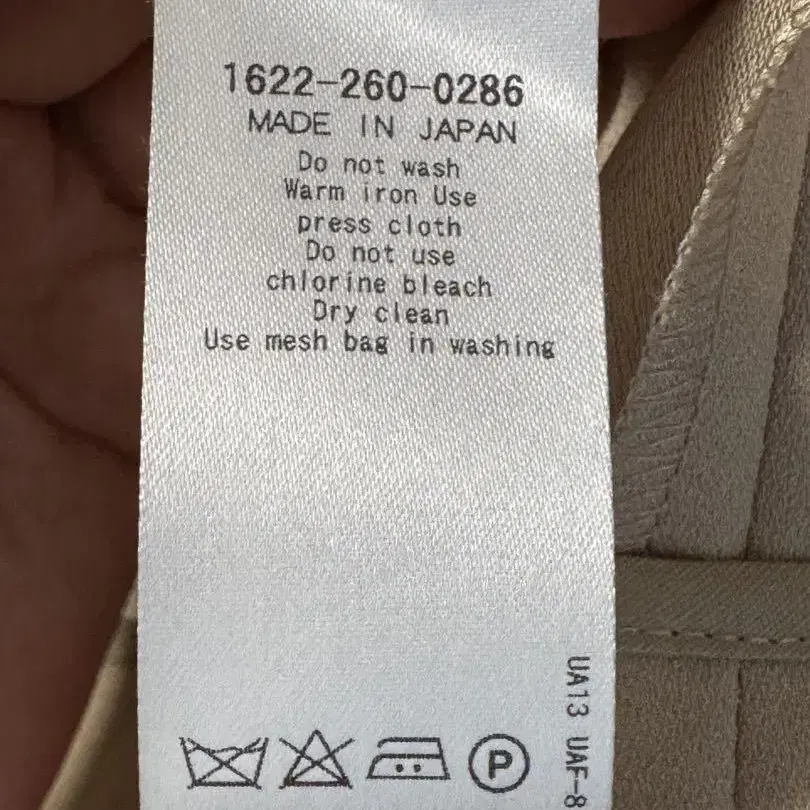 1622-260-0286
MADE IN JAPAN
Do not wash
Warm iron Use
press cloth
Do not use
chlorine bleach
Dry clean
Use mesh bag in washing
P
UA13 UAF-8